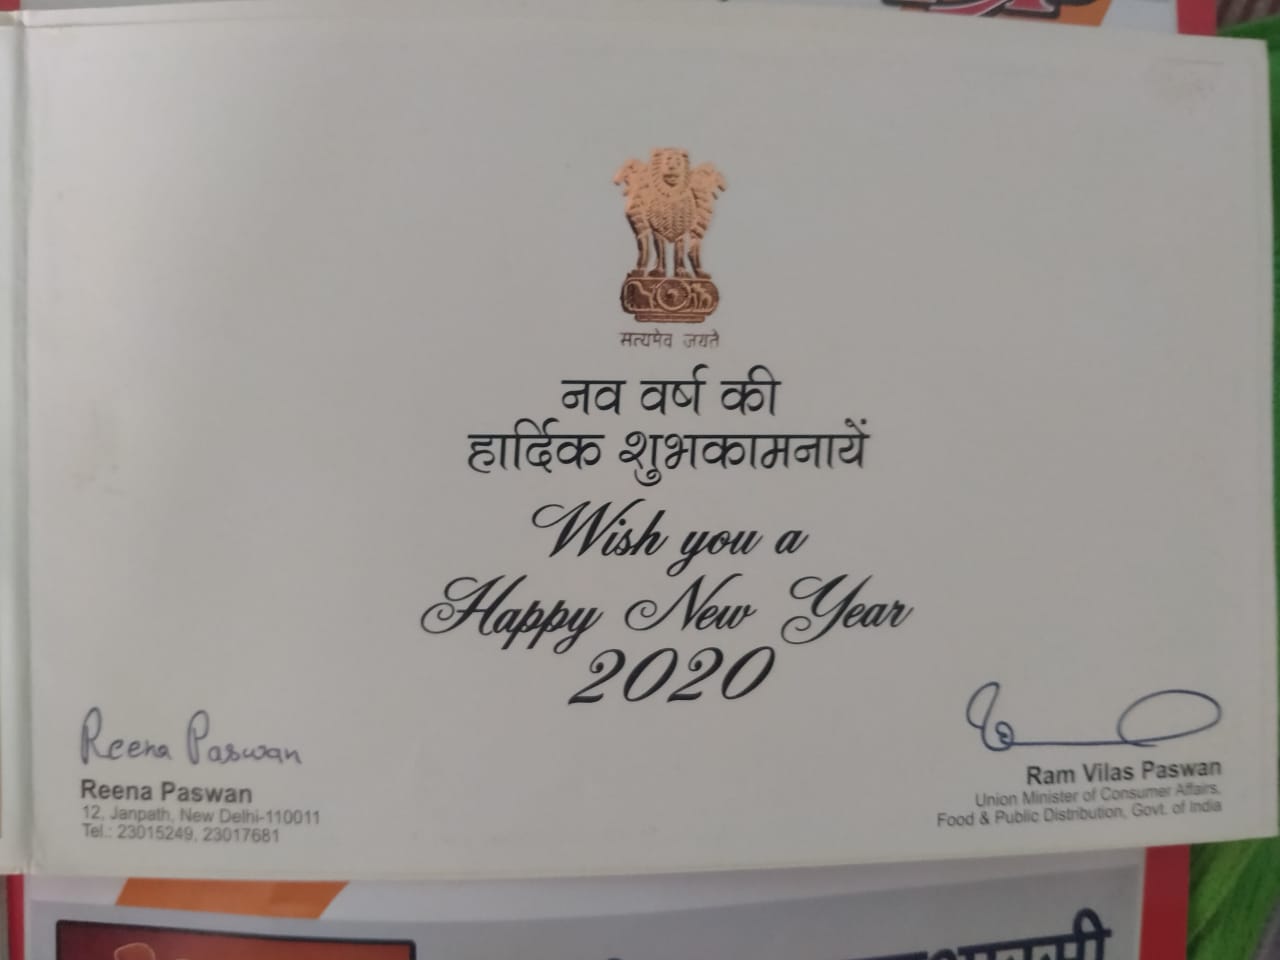 सत्यमेव जयते
नव वर्ष की
हार्दिक शुभकामनायें
Wish you a
Happy New Year
2020
Reena Paswan
Reena Paswan
12, Janpath, New Delhi-110011
Tel.: 23015249, 23017681
Ram Vilas Paswan
Union Minister of Consumer Affairs,
Food & Public Distribution, Govt. of India